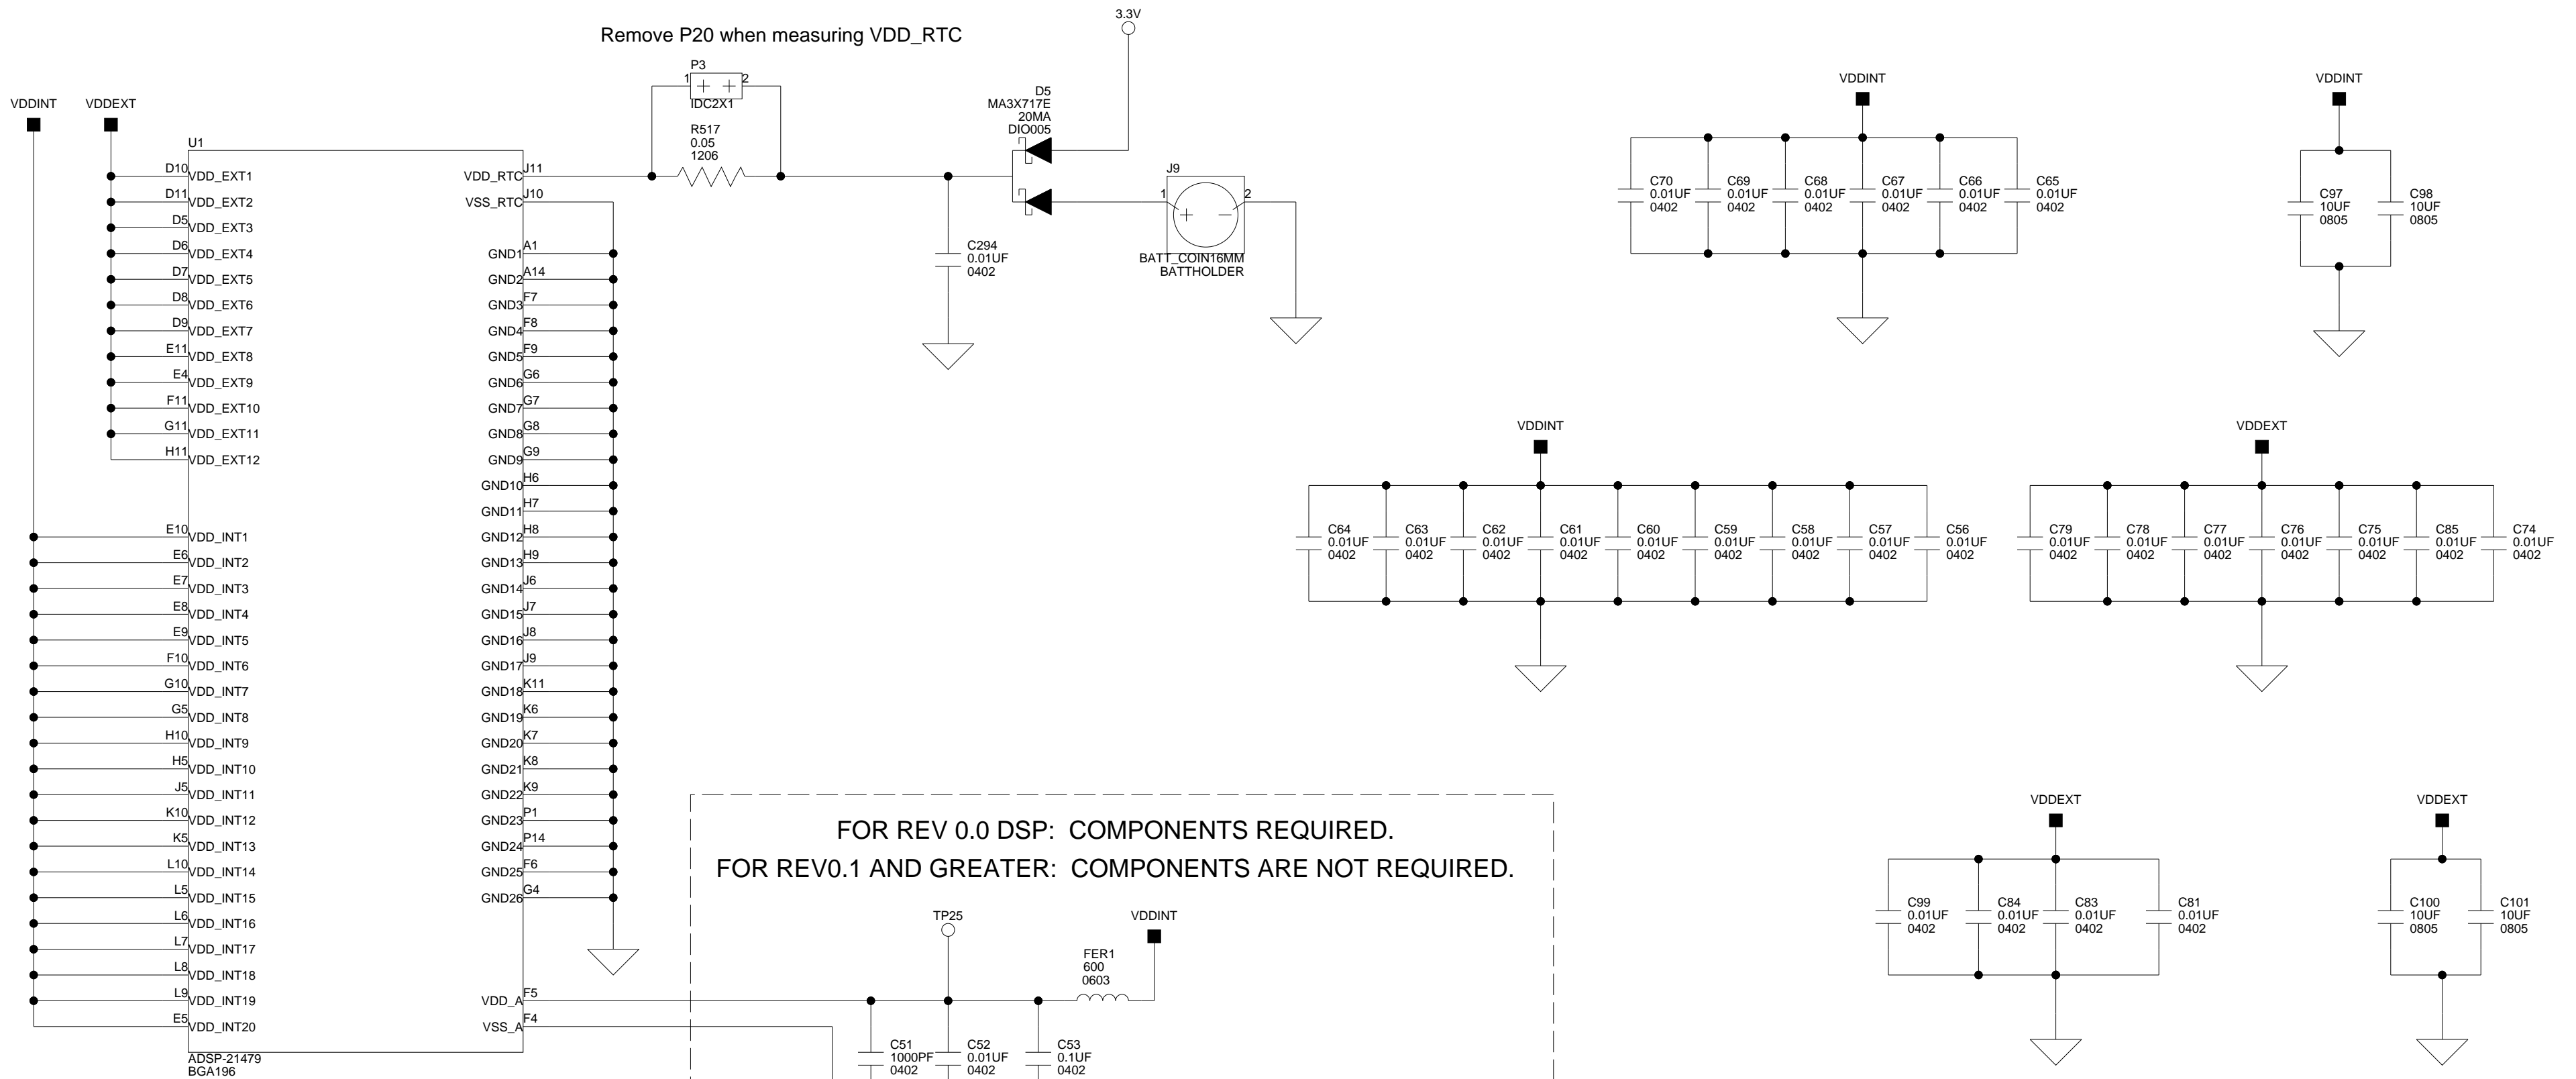 Remove P20 when measuring VDD_RTC
3.3V
P3
1
2
IDC2X1
R517
0.05
1206
D5
MA3X717E
20MA
DIO005
J9
1
2
BATT_COIN16MM
BATTHOLDER
C294
0.01UF
0402
VDDINT
VDDEXT
U1
D10 VDD_EXT1
D11 VDD_EXT2
D5 VDD_EXT3
D6 VDD_EXT4
D7 VDD_EXT5
D8 VDD_EXT6
D9 VDD_EXT7
E11 VDD_EXT8
E4 VDD_EXT9
F11 VDD_EXT10
G11 VDD_EXT11
H11 VDD_EXT12
E10 VDD_INT1
E6 VDD_INT2
E7 VDD_INT3
E8 VDD_INT4
E9 VDD_INT5
F10 VDD_INT6
G10 VDD_INT7
G5 VDD_INT8
H10 VDD_INT9
H5 VDD_INT10
J5 VDD_INT11
K10 VDD_INT12
K5 VDD_INT13
L10 VDD_INT14
L5 VDD_INT15
L6 VDD_INT16
L7 VDD_INT17
L8 VDD_INT18
L9 VDD_INT19
E5 VDD_INT20
VDD_RTC J11
VSS_RTC J10
GND1 A1
GND2 A14
GND3 F7
GND4 F8
GND5 F9
GND6 G6
GND7 G7
GND8 G8
GND9 G9
GND10 H6
GND11 H7
GND12 H8
GND13 H9
GND14 J6
GND15 J7
GND16 J8
GND17 J9
GND18 K11
GND19 K6
GND20 K7
GND21 K8
GND22 K9
GND23 P1
GND24 P14
GND25 F6
GND26 G4
VDD_A F5
VSS_A F4
ADSP-21479
BGA196
VDDINT
C70 C69 C68 C67 C66 C65
0.01UF 0.01UF 0.01UF 0.01UF 0.01UF 0.01UF
0402 0402 0402 0402 0402 0402
VDDINT
C97 C98
10UF 10UF
0805 0805
VDDINT
C64 C63 C62 C61 C60 C59 C58 C57 C56
0.01UF 0.01UF 0.01UF 0.01UF 0.01UF 0.01UF 0.01UF 0.01UF 0.01UF
0402 0402 0402 0402 0402 0402 0402 0402 0402
VDDEXT
C79 C78 C77 C76 C75 C85 C74
0.01UF 0.01UF 0.01UF 0.01UF 0.01UF 0.01UF 0.01UF
0402 0402 0402 0402 0402 0402 0402
FOR REV 0.0 DSP: COMPONENTS REQUIRED.
FOR REV0.1 AND GREATER: COMPONENTS ARE NOT REQUIRED.
TP25
VDDINT
FER1
600
0603
C51 C52 C53
1000PF 0.01UF 0.1UF
0402 0402 0402
VDDEXT
C99 C84 C83 C81
0.01UF 0.01UF 0.01UF 0.01UF
0402 0402 0402 0402
VDDEXT
C100 C101
10UF 10UF
0805 0805